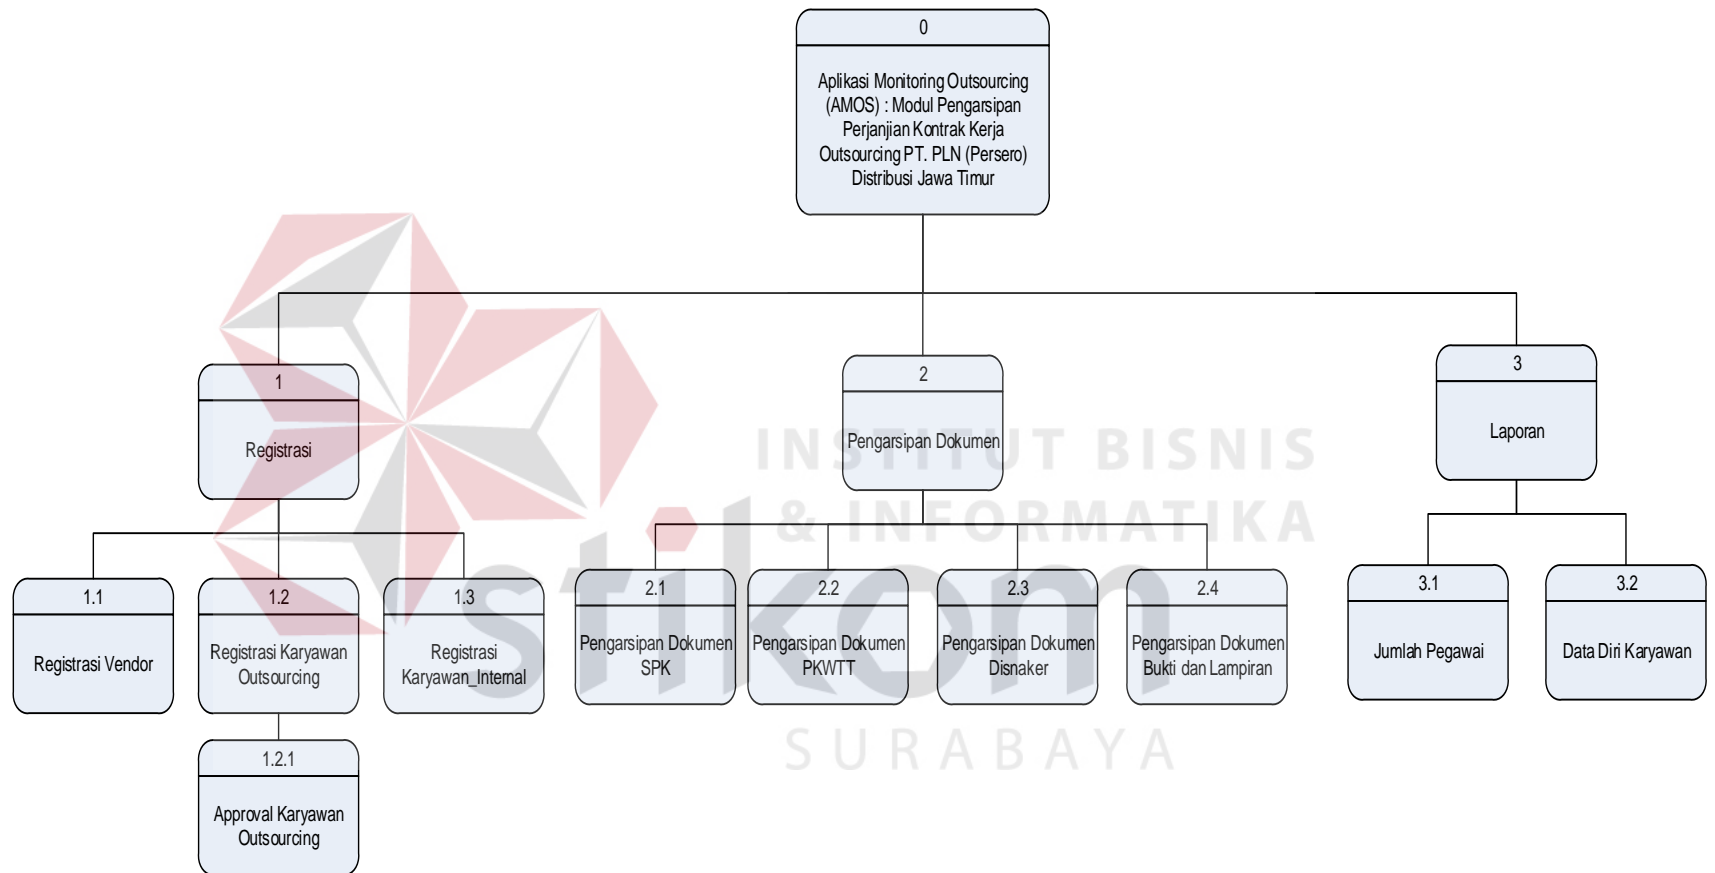 0
Aplikasi Monitoring Outsourcing
(AMOS) : Modul Pengarsipan
Perjanjian Kontrak Kerja
Outsourcing PT. PLN (Persero)
Distribusi Jawa Timur
1
Registrasi
2
Pengarsipan Dokumen
3
Laporan
1.1
Registrasi Vendor
1.2
Registrasi Karyawan
Outsourcing
1.3
Registrasi
Karyawan_Internal
2.1
Pengarsipan Dokumen
SPK
2.2
Pengarsipan Dokumen
PKWTT
2.3
Pengarsipan Dokumen
Disnaker
2.4
Pengarsipan Dokumen
Bukti dan Lampiran
3.1
Jumlah Pegawai
3.2
Data Diri Karyawan
1.2.1
Approval Karyawan
Outsourcing
INSTITUT BISNIS
& INFORMATIKA
stikom
SURABAYA